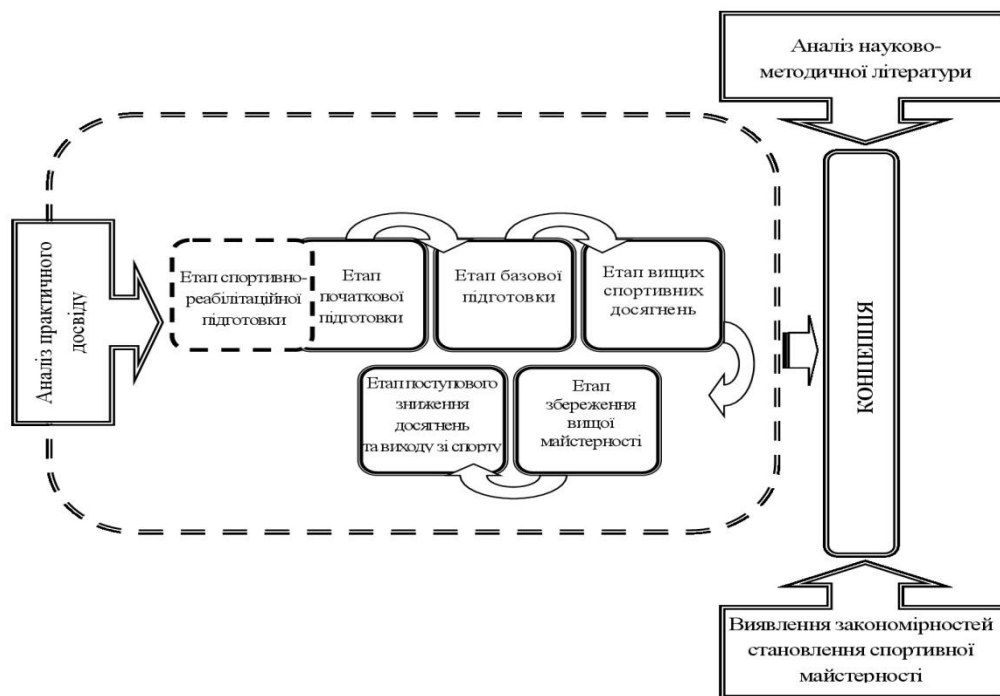 Аналіз науково-
методичної літератури
Аналіз практичного
досвіду
Етап спортивно-
реабілітаційної
підготовки
Етап
початкової
підготовки
Етап базової
підготовки
Етап вищих
спортивних
досягнень
Етап поступового
зниження
досягнень
та виходу зі спорту
Етап
збереження
вищої
майстерності
КОНЦЕПЦІЯ
Виявлення закономірностей
становлення спортивної
майстерності